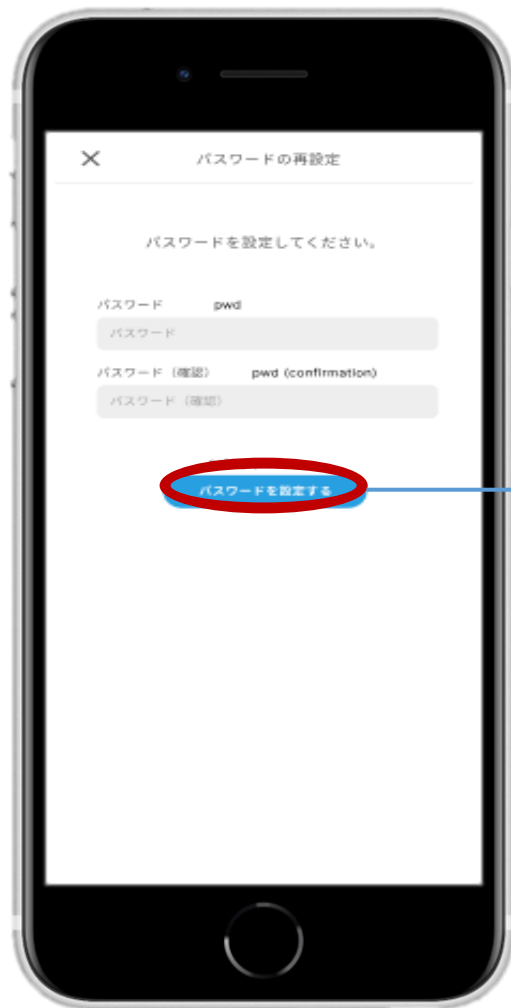 パスワードの再設定
パスワードを設定してください。
パスワード pwd
パスワード
パスワード（確認） pwd (confirmation)
パスワード（確認）
パスワードを設定する